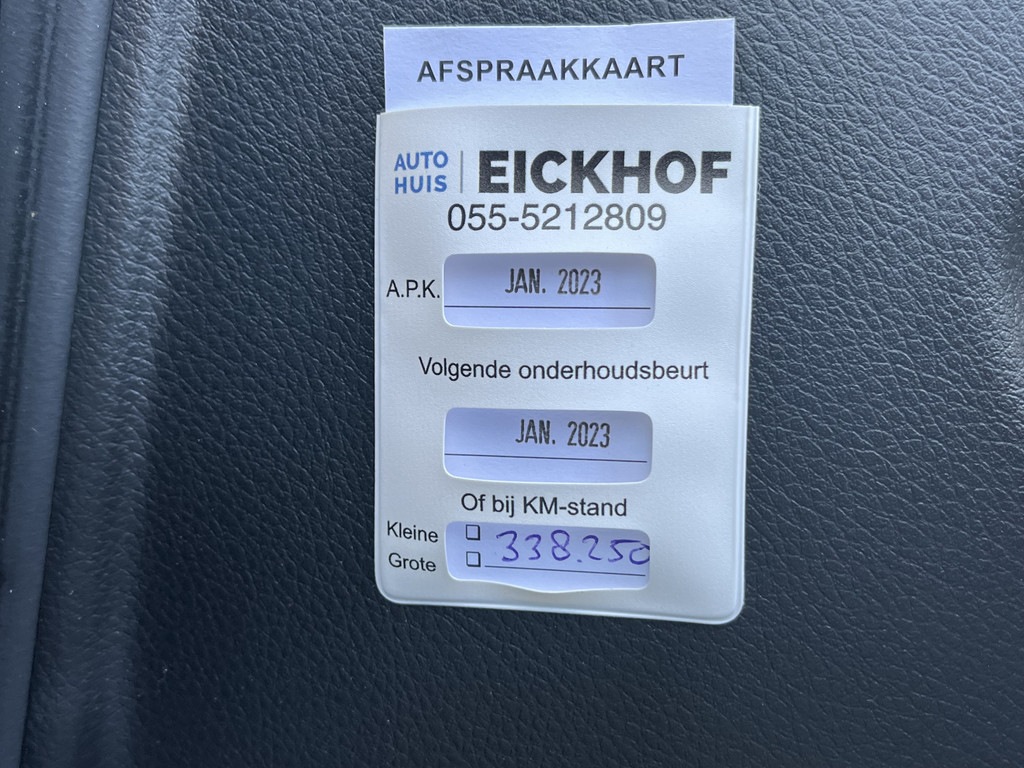 AFSPRAAKKAART
AUTO HUIS | EICKHOF
055-5212809
A.P.K. JAN. 2023
Volgende onderhoudsbeurt
JAN. 2023
Of bij KM-stand
Kleine ☐ 338.250
Grote ☐